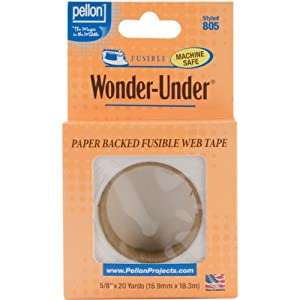 pellon®
"The Magic
is in the Middle!"
Style#
805
FUSIBLE
MACHINE
SAFE
Wonder-Under®
PAPER BACKED FUSIBLE WEB TAPE
5/8" x 20 Yards (15.9mm x 18.3m)
www.PellonProjects.com